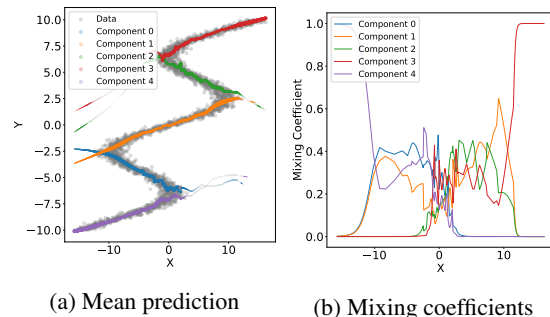 10.0
7.5
5.0
2.5
0.0
−2.5
−5.0
−7.5
−10.0
Y
Data
Component 0
Component 1
Component 2
Component 3
Component 4
−10
0
10
X
1.0
0.8
0.6
0.4
0.2
0.0
Mixing Coefficient
Component 0
Component 1
Component 2
Component 3
Component 4
−10
0
10
X
(a) Mean prediction
(b) Mixing coefficients